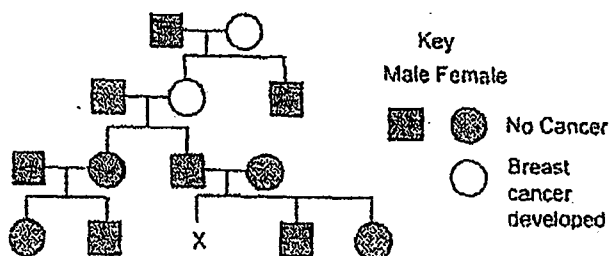 Key
Male Female
No Cancer
Breast
cancer
developed
X